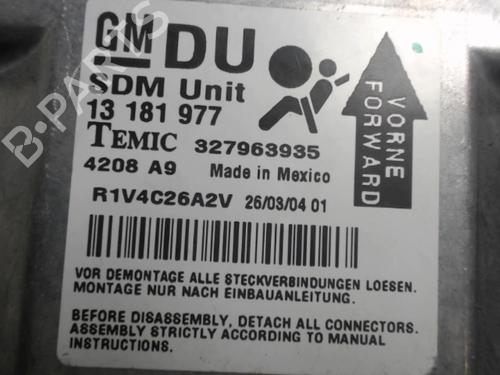 GM DU
SDM Unit
13 181 977
TEMIC 327963935
4208 A9 Made in Mexico
R1V4C26A2V 26/03/04 01
VORNE
FORWARD
VOR DEMONTAGE ALLE STECKVERBINDUNGEN LOESEN.
MONTAGE NUR NACH EINBAUANLEITUNG.
BEFORE DISASSEMBLY, DETACH ALL CONNECTORS.
ASSEMBLY STRICTLY ACCORDING TO MANUAL
INSTRUCTIONS.
B-PARTS